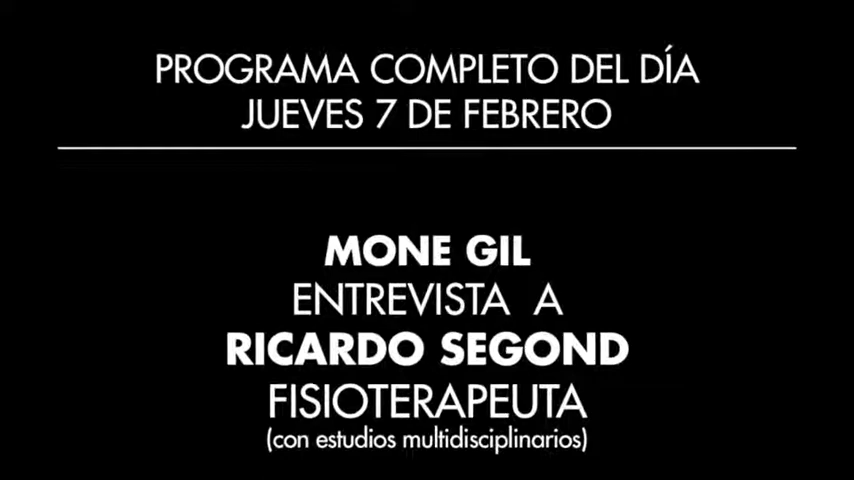 PROGRAMA COMPLETO DEL DÍA
JUEVES 7 DE FEBRERO
MONE GIL
ENTREVISTA A
RICARDO SEGOND
FISIOTERAPEUTA
(con estudios multidisciplinarios)